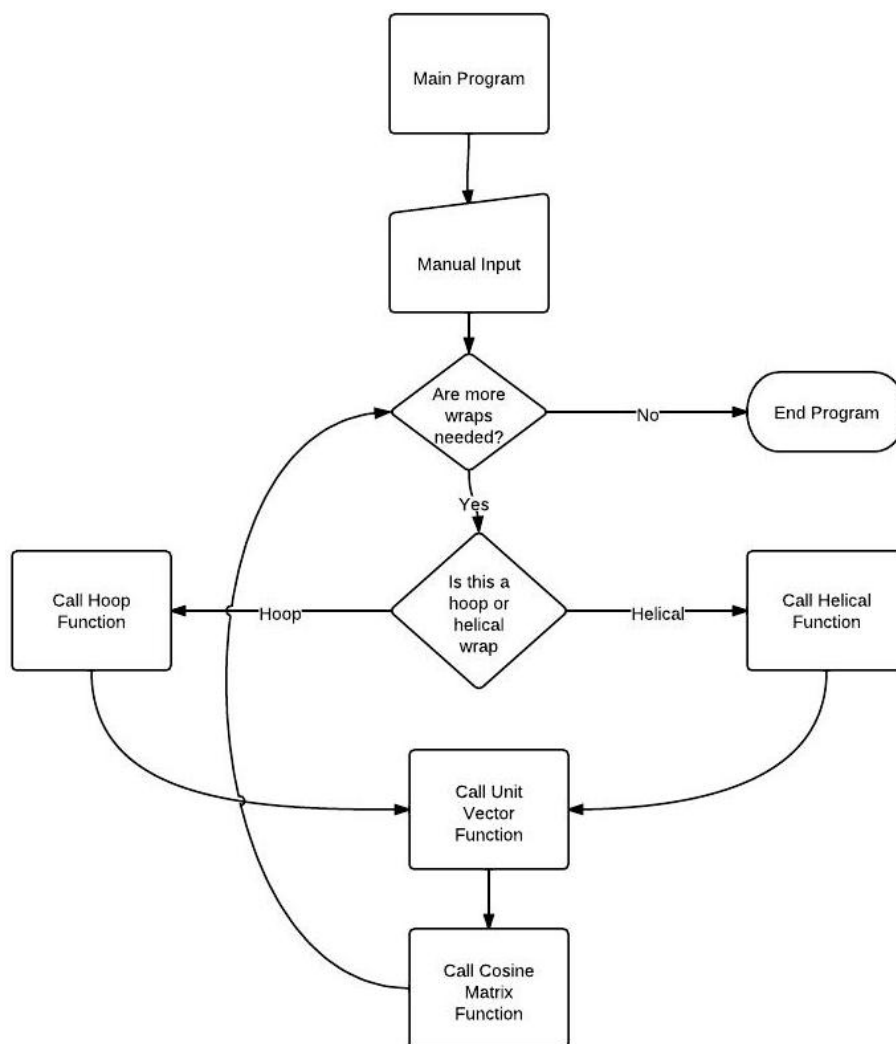 Main Program
Manual Input
Are more
wraps
needed?
No
End Program
Yes
Call Hoop
Function
Hoop
Is this a
hoop or
helical
wrap
Helical
Call Helical
Function
Call Unit
Vector
Function
Call Cosine
Matrix
Function